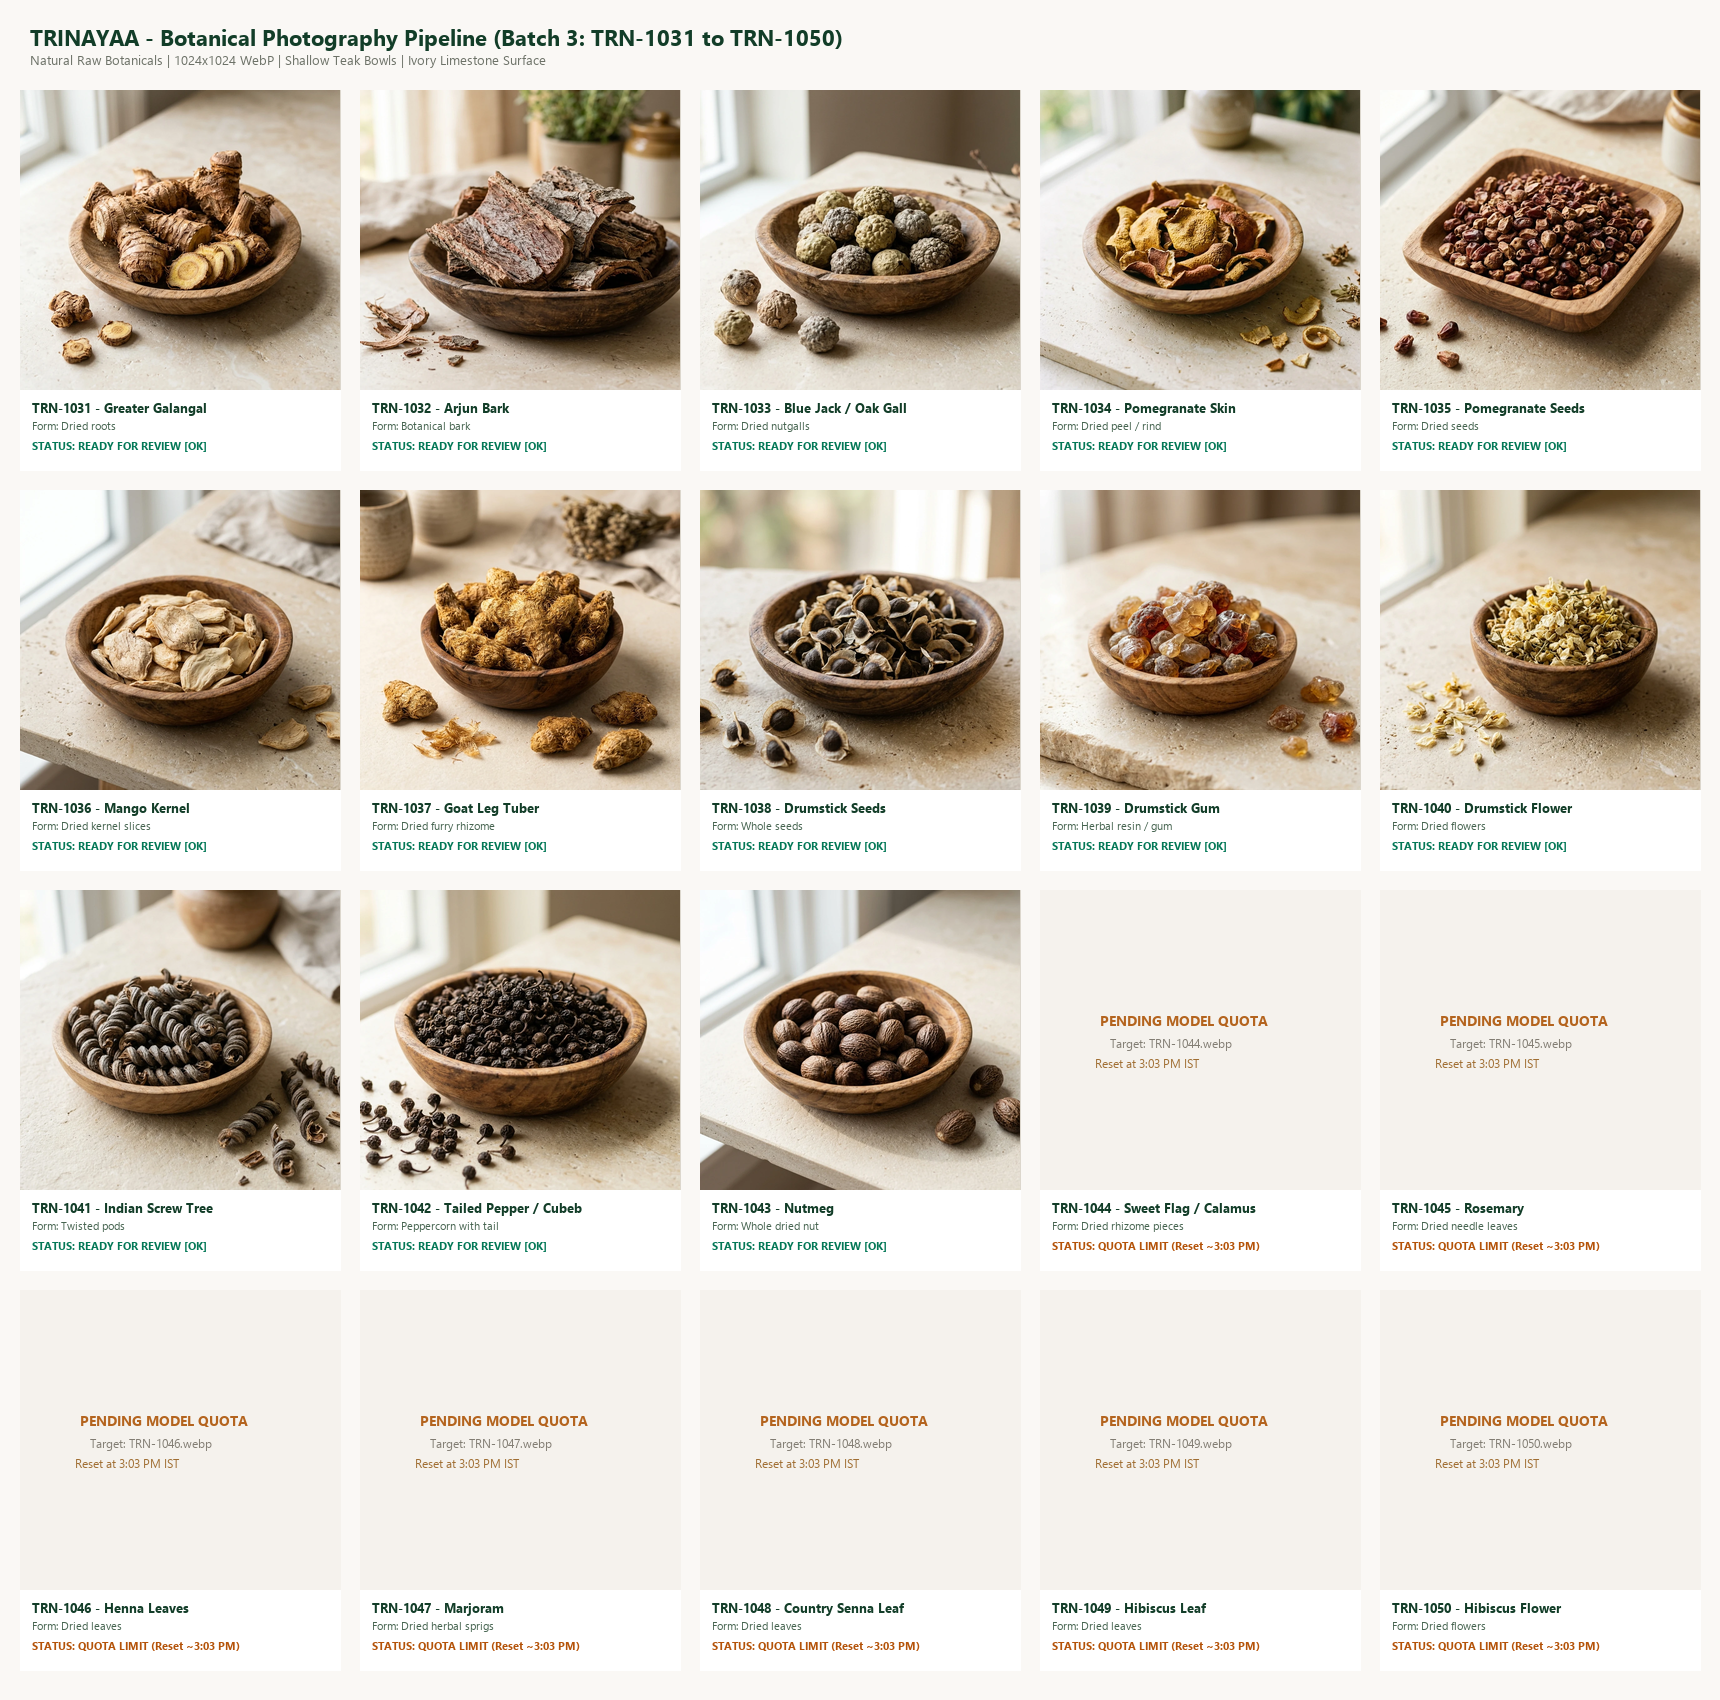 TRINAYAA - Botanical Photography Pipeline (Batch 3: TRN-1031 to TRN-1050)
Natural Raw Botanicals | 1024x1024 WebP | Shallow Teak Bowls | Ivory Limestone Surface
TRN-1031 - Greater Galangal
Form: Dried roots
STATUS: READY FOR REVIEW [OK]
TRN-1032 - Arjun Bark
Form: Botanical bark
STATUS: READY FOR REVIEW [OK]
TRN-1033 - Blue Jack / Oak Gall
Form: Dried nutgalls
STATUS: READY FOR REVIEW [OK]
TRN-1034 - Pomegranate Skin
Form: Dried peel / rind
STATUS: READY FOR REVIEW [OK]
TRN-1035 - Pomegranate Seeds
Form: Dried seeds
STATUS: READY FOR REVIEW [OK]
TRN-1036 - Mango Kernel
Form: Dried kernel slices
STATUS: READY FOR REVIEW [OK]
TRN-1037 - Goat Leg Tuber
Form: Dried furry rhizome
STATUS: READY FOR REVIEW [OK]
TRN-1038 - Drumstick Seeds
Form: Whole seeds
STATUS: READY FOR REVIEW [OK]
TRN-1039 - Drumstick Gum
Form: Herbal resin / gum
STATUS: READY FOR REVIEW [OK]
TRN-1040 - Drumstick Flower
Form: Dried flowers
STATUS: READY FOR REVIEW [OK]
TRN-1041 - Indian Screw Tree
Form: Twisted pods
STATUS: READY FOR REVIEW [OK]
TRN-1042 - Tailed Pepper / Cubeb
Form: Peppercorn with tail
STATUS: READY FOR REVIEW [OK]
TRN-1043 - Nutmeg
Form: Whole dried nut
STATUS: READY FOR REVIEW [OK]
PENDING MODEL QUOTA
Target: TRN-1044.webp
Reset at 3:03 PM IST
TRN-1044 - Sweet Flag / Calamus
Form: Dried rhizome pieces
STATUS: QUOTA LIMIT (Reset ~3:03 PM)
PENDING MODEL QUOTA
Target: TRN-1045.webp
Reset at 3:03 PM IST
TRN-1045 - Rosemary
Form: Dried needle leaves
STATUS: QUOTA LIMIT (Reset ~3:03 PM)
PENDING MODEL QUOTA
Target: TRN-1046.webp
Reset at 3:03 PM IST
TRN-1046 - Henna Leaves
Form: Dried leaves
STATUS: QUOTA LIMIT (Reset ~3:03 PM)
PENDING MODEL QUOTA
Target: TRN-1047.webp
Reset at 3:03 PM IST
TRN-1047 - Marjoram
Form: Dried herbal sprigs
STATUS: QUOTA LIMIT (Reset ~3:03 PM)
PENDING MODEL QUOTA
Target: TRN-1048.webp
Reset at 3:03 PM IST
TRN-1048 - Country Senna Leaf
Form: Dried leaves
STATUS: QUOTA LIMIT (Reset ~3:03 PM)
PENDING MODEL QUOTA
Target: TRN-1049.webp
Reset at 3:03 PM IST
TRN-1049 - Hibiscus Leaf
Form: Dried leaves
STATUS: QUOTA LIMIT (Reset ~3:03 PM)
PENDING MODEL QUOTA
Target: TRN-1050.webp
Reset at 3:03 PM IST
TRN-1050 - Hibiscus Flower
Form: Dried flowers
STATUS: QUOTA LIMIT (Reset ~3:03 PM)